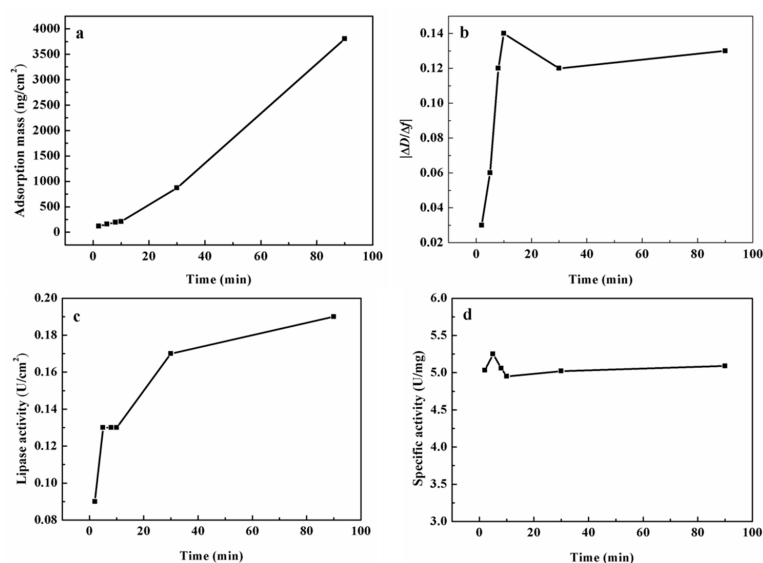 a
4000
3500
3000
2500
2000
1500
1000
500
0
Adsorption mass (ng/cm²)
0 20 40 60 80 100
Time (min)
b
0.14
0.12
0.10
0.08
0.06
0.04
0.02
|ΔD/Δf|
0 20 40 60 80 100
Time (min)
c
0.20
0.18
0.16
0.14
0.12
0.10
0.08
Lipase activity (U/cm²)
0 20 40 60 80 100
Time (min)
d
6.0
5.5
5.0
4.5
4.0
3.5
3.0
Specific activity (U/mg)
0 20 40 60 80 100
Time (min)